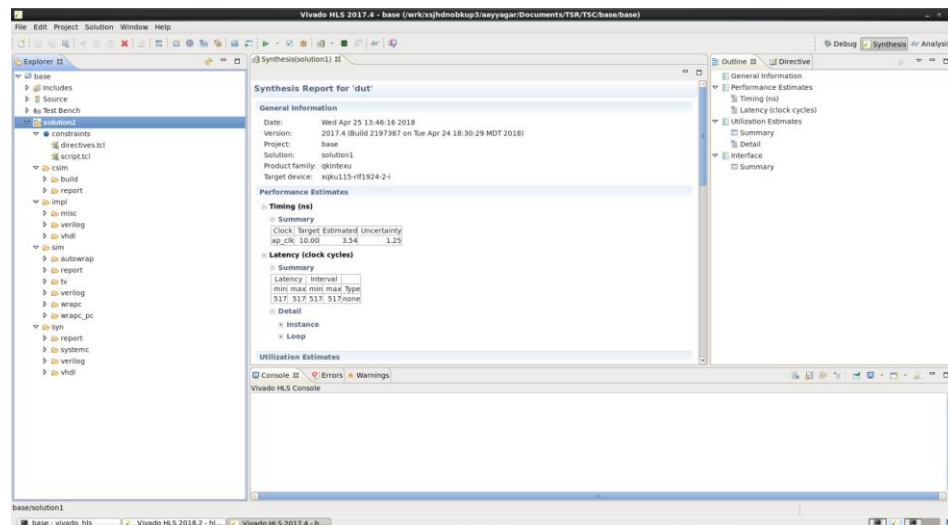 Vivado HLS 2017.4 - base (/wrk/xsjhdnobkup3/aayyagar/Documents/TSR/TSC/base/base)
File Edit Project Solution Window Help
Debug Synthesis Analysis
Explorer
base
Includes
Source
Test Bench
solution1
constraints
directives.tcl
script.tcl
csim
build
report
impl
misc
verilog
vhdl
sim
autowrap
report
tv
verilog
wrapc
wrapc_pc
syn
report
systemc
verilog
vhdl
Synthesis(solution1)
Synthesis Report for 'dut'
General Information
Date: Wed Apr 25 13:46:16 2018
Version: 2017.4 (Build 2197387 on Tue Apr 24 18:30:29 MDT 2018)
Project: base
Solution: solution1
Product family: qkintexu
Target device: xqku115-rlf1924-2-i
Performance Estimates
Timing (ns)
Summary
Clock Target Estimated Uncertainty
ap_clk 10.00 3.54 1.25
Latency (clock cycles)
Summary
Latency Interval
min max min max Type
517 517 517 517 none
Detail
Instance
Loop
Utilization Estimates
Outline Directive
General Information
Performance Estimates
Timing (ns)
Latency (clock cycles)
Utilization Estimates
Summary
Detail
Interface
Summary
Console Errors Warnings
Vivado HLS Console
base/solution1
base : vivado_hls Vivado HLS 2018.2 - hl... Vivado HLS 2017.4 - b...